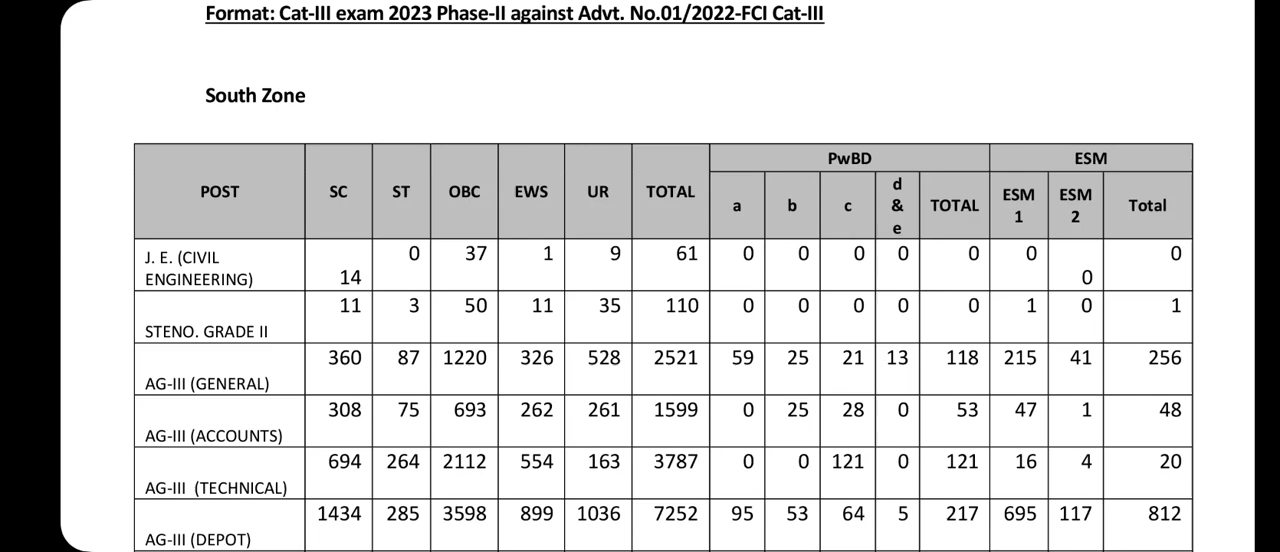 Format: Cat-III exam 2023 Phase-II against Advt. No.01/2022-FCI Cat-III
South Zone
POST SC ST OBC EWS UR TOTAL PwBD ESM
a b c d & e TOTAL ESM 1 ESM 2 Total
J. E. (CIVIL ENGINEERING) 14 0 37 1 9 61 0 0 0 0 0 0 0 0
STENO. GRADE II 11 3 50 11 35 110 0 0 0 0 0 1 0 1
AG-III (GENERAL) 360 87 1220 326 528 2521 59 25 21 13 118 215 41 256
AG-III (ACCOUNTS) 308 75 693 262 261 1599 0 25 28 0 53 47 1 48
AG-III (TECHNICAL) 694 264 2112 554 163 3787 0 0 121 0 121 16 4 20
AG-III (DEPOT) 1434 285 3598 899 1036 7252 95 53 64 5 217 695 117 812